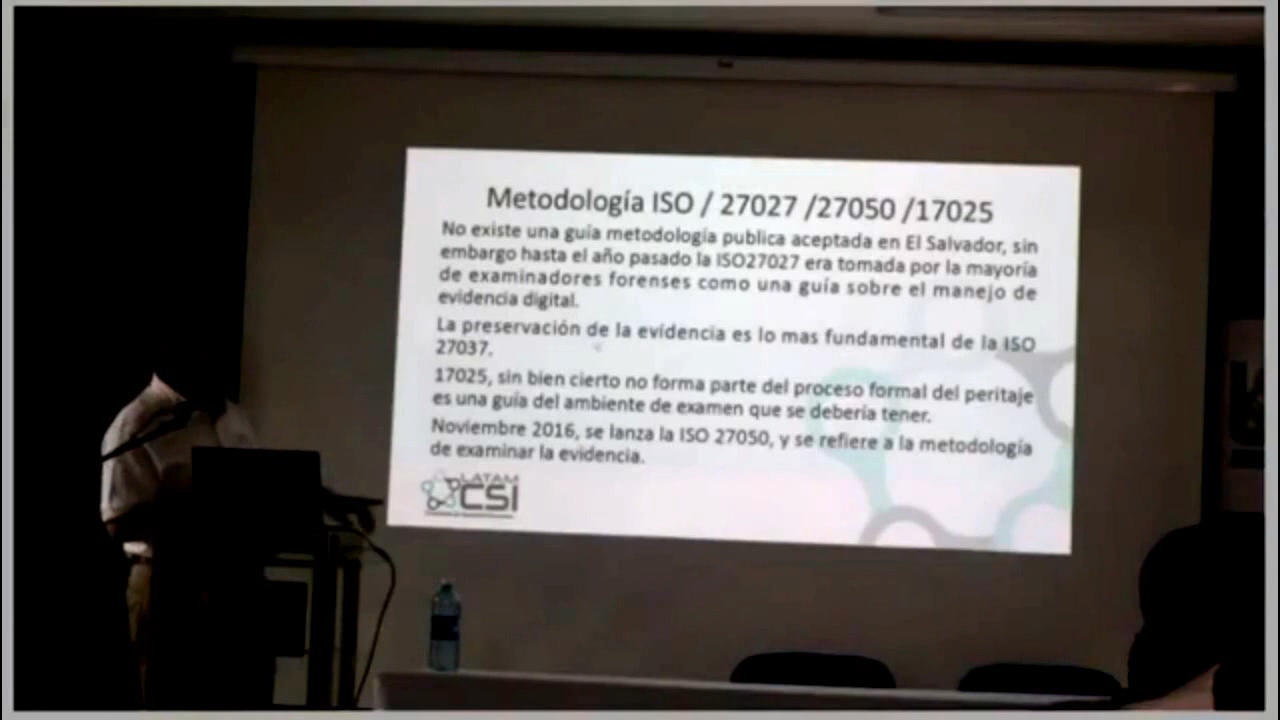 Metodología ISO / 27027 /27050 /17025
No existe una guía metodología publica aceptada en El Salvador, sin
embargo hasta el año pasado la ISO27027 era tomada por la mayoría
de examinadores forenses como una guía sobre el manejo de
evidencia digital.
La preservación de la evidencia es lo mas fundamental de la ISO
27037.
17025, sin bien cierto no forma parte del proceso formal del peritaje
es una guía del ambiente de examen que se debería tener.
Noviembre 2016, se lanza la ISO 27050, y se refiere a la metodología
de examinar la evidencia.
LATAM
CSI